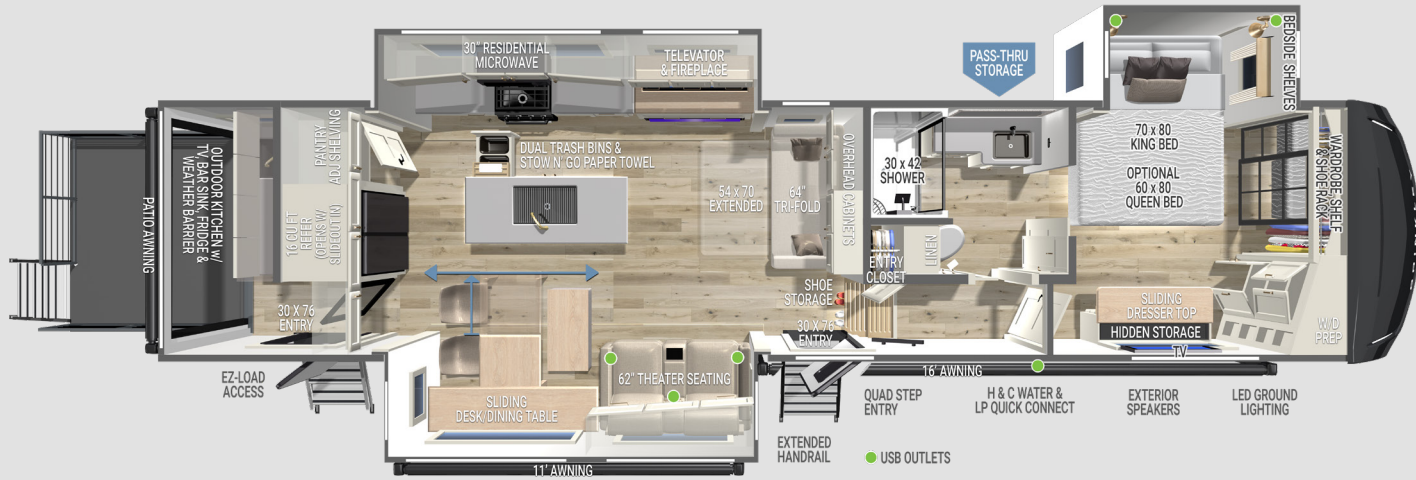 30" RESIDENTIAL
MICROWAVE
TELEVATOR
& FIREPLACE
PASS-THRU
STORAGE
BEDSIDE SHELVES
OUTDOOR KITCHEN W/
TV, BAR SINK, FRIDGE &
WEATHER BARRIER
PATIO AWNING
PANTRY
ADJ SHELVING
16 CU FT
REFER
(OPENS W/
SLIDEOUT IN)
30 X 76
ENTRY
DUAL TRASH BINS &
STOW N' GO PAPER TOWEL
54 x 70
EXTENDED
64"
TRI-FOLD
OVERHEAD CABINETS
30 x 42
SHOWER
LINEN
ENTRY
CLOSET
SHOE
STORAGE
30 X 76
ENTRY
70 x 80
KING BED
OPTIONAL
60 x 80
QUEEN BED
WARDROBE, SHELF
SHOE RACK
SLIDING
DRESSER TOP
HIDDEN STORAGE
TV
W/D
PREP
62" THEATER SEATING
SLIDING
DESK/DINING TABLE
EZ-LOAD
ACCESS
11' AWNING
16' AWNING
EXTENDED
HANDRAIL
QUAD STEP
ENTRY
H & C WATER &
LP QUICK CONNECT
EXTERIOR
SPEAKERS
LED GROUND
LIGHTING
USB OUTLETS